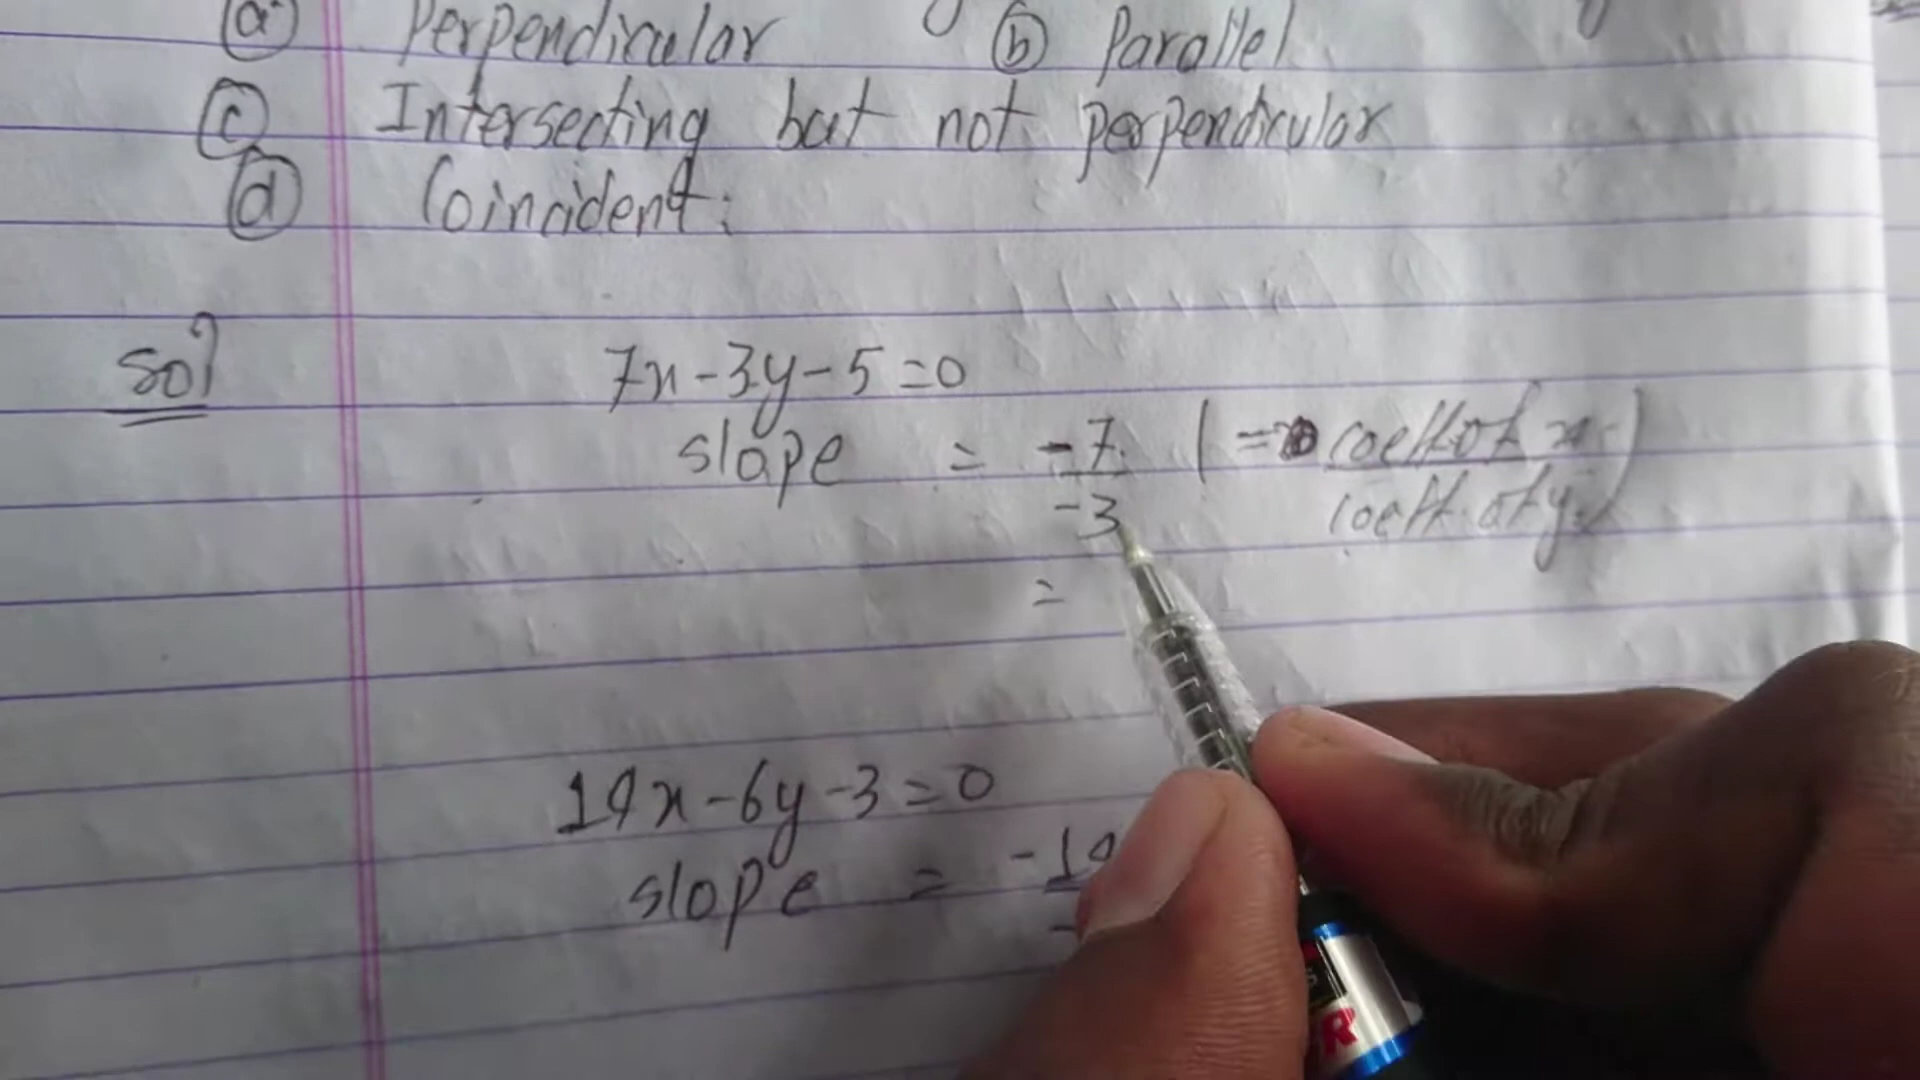 (a) Perpendicular (b) Parallel
(c) Intersecting but not perpendicular
(d) Coincident:
Sol 7x-3y-5=0
slope = -7/-3 (=- coeff of x/coeff. of y)
=
14x-6y-3=0
slope = -14
R